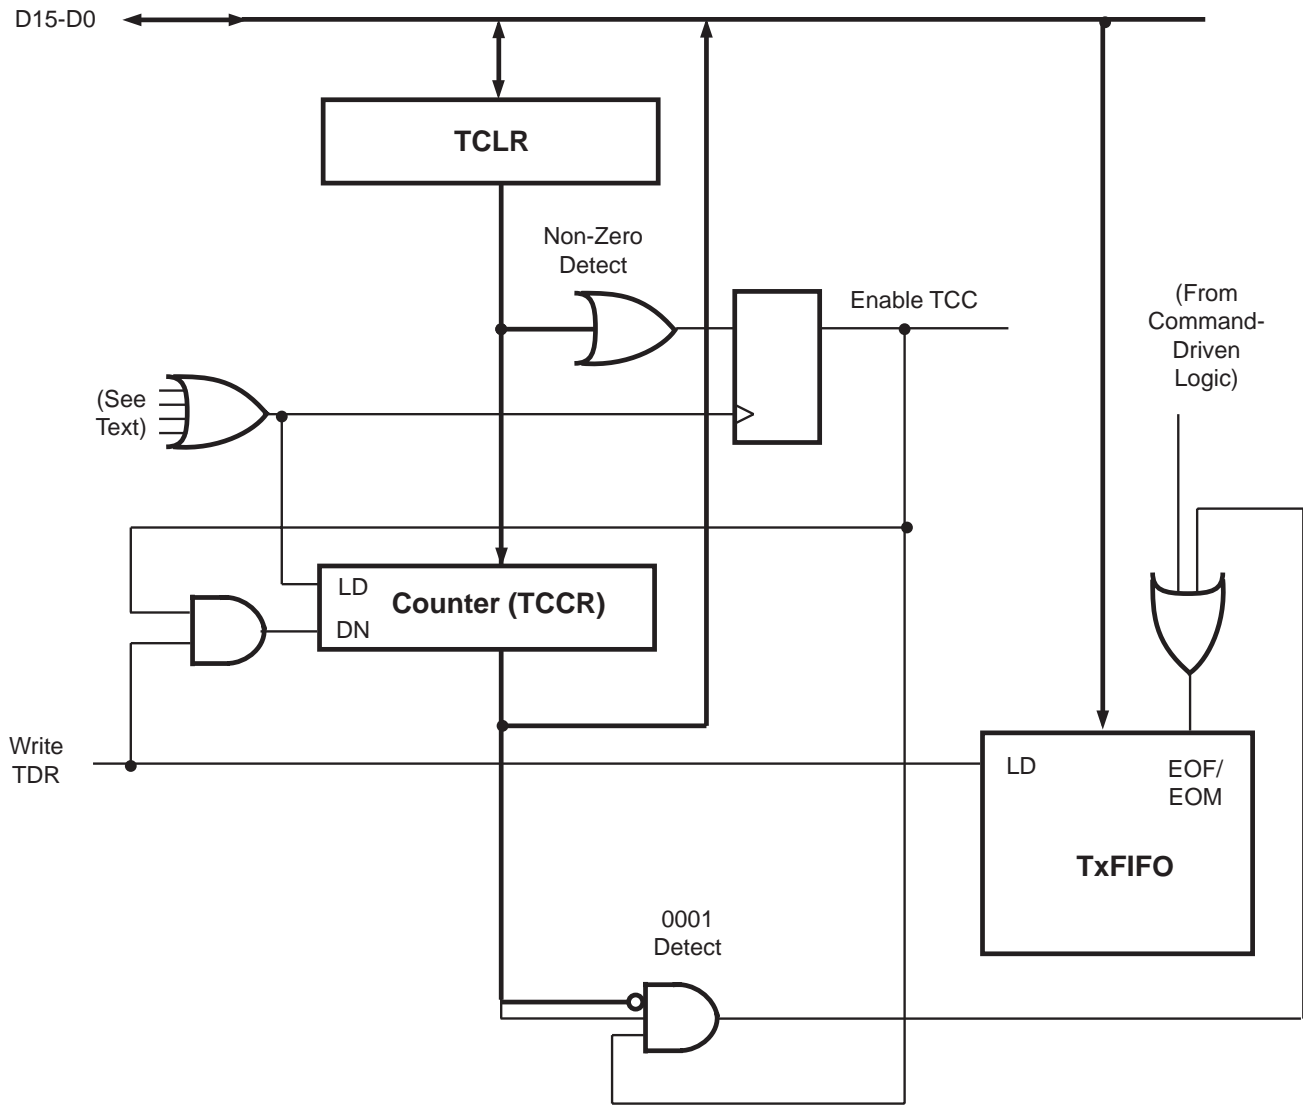 D15-D0
TCLR
Non-Zero
Detect
Enable TCC
(From
Command-
Driven
Logic)
(See
Text)
LD
Counter (TCCR)
DN
Write
TDR
LD
EOF/
EOM
TxFIFO
0001
Detect